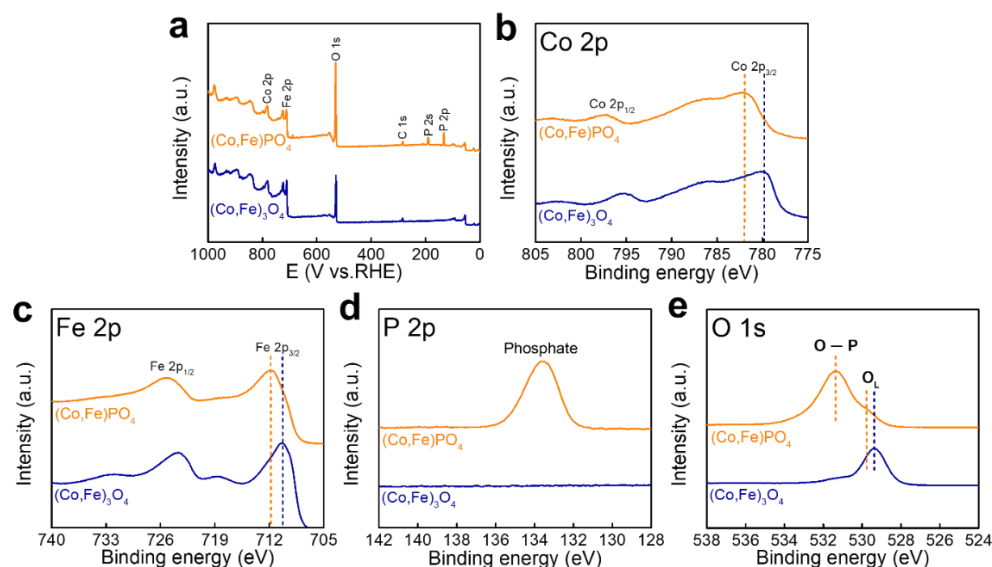 a
Intensity (a.u.)
Co 2p
Fe 2p
O 1s
C 1s
P 2s
P 2p
(Co,Fe)PO₄
(Co,Fe)₃O₄
1000 800 600 400 200 0
E (V vs.RHE)
b
Co 2p
Intensity (a.u.)
Co 2p₃/₂
Co 2p₁/₂
(Co,Fe)PO₄
(Co,Fe)₃O₄
805 800 795 790 785 780 775
Binding energy (eV)
c
Fe 2p
Intensity (a.u.)
Fe 2p₃/₂
Fe 2p₁/₂
(Co,Fe)PO₄
(Co,Fe)₃O₄
740 733 726 719 712 705
Binding energy (eV)
d
P 2p
Intensity (a.u.)
Phosphate
(Co,Fe)PO₄
(Co,Fe)₃O₄
142 140 138 136 134 132 130 128
Binding energy (eV)
e
O 1s
Intensity (a.u.)
O — P
O_L
(Co,Fe)PO₄
(Co,Fe)₃O₄
538 536 534 532 530 528 526 524
Binding energy (eV)